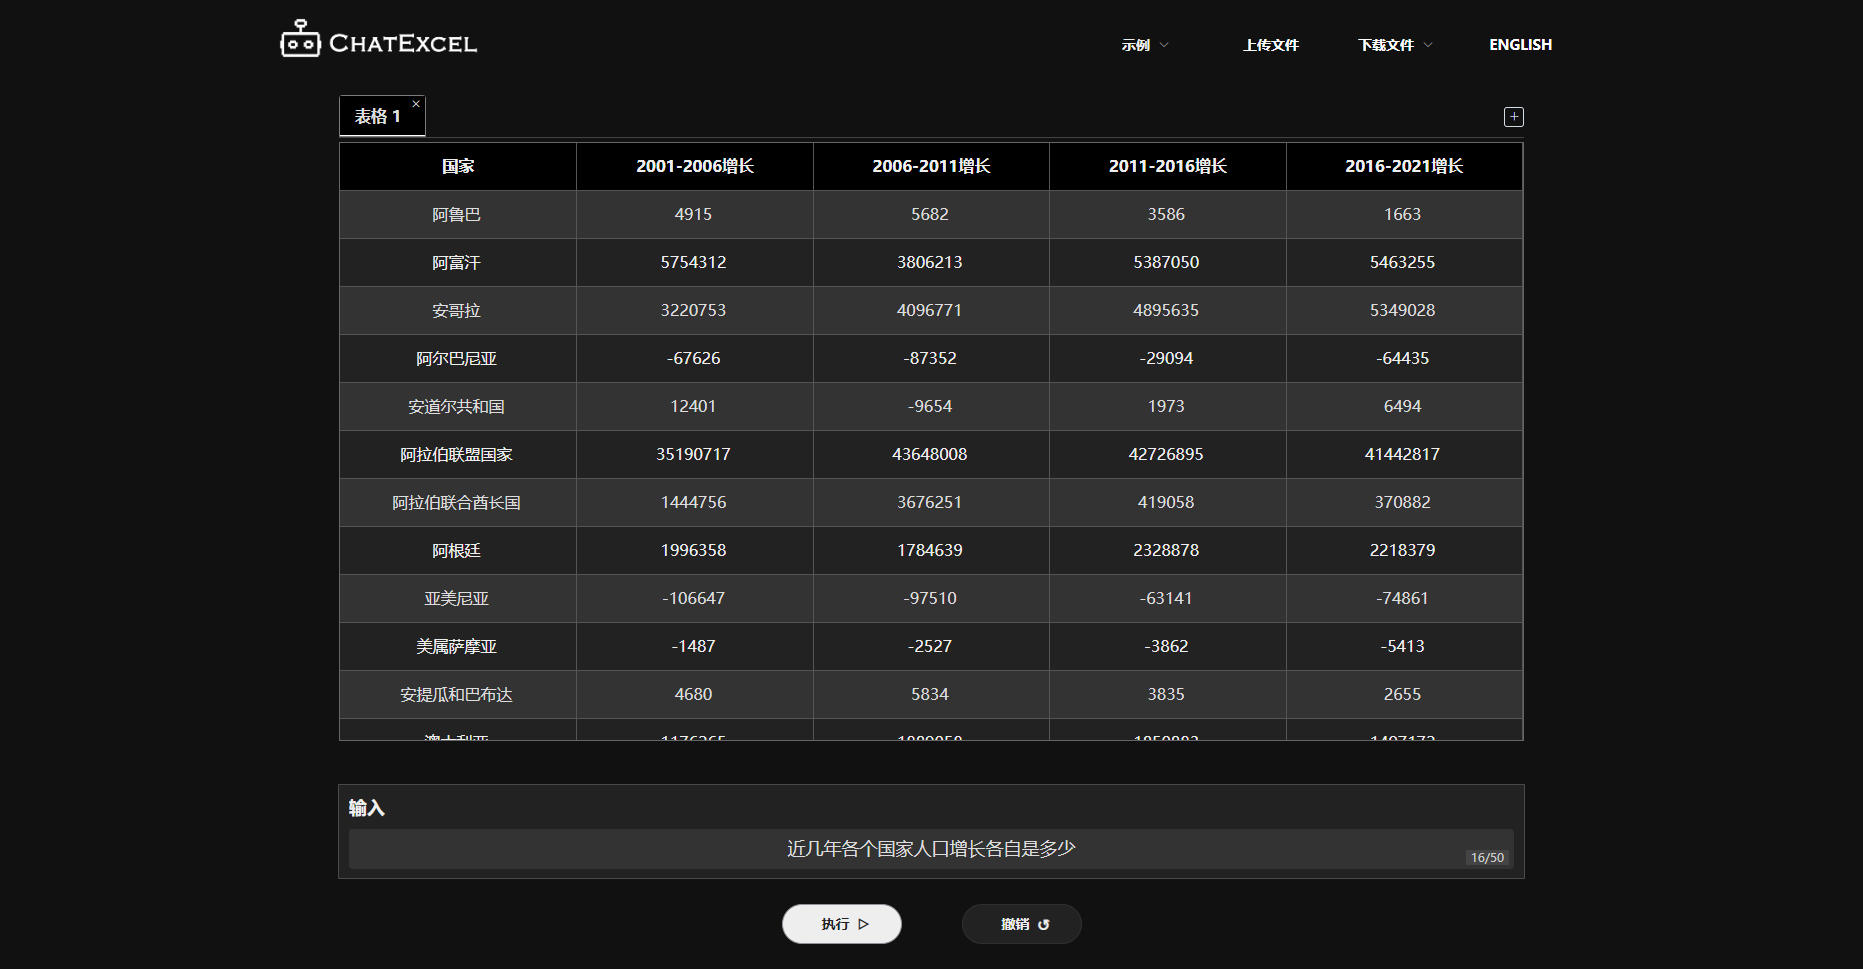 CHATEXCEL 示例 上传文件 下载文件 ENGLISH
表格 1
国家 2001-2006增长 2006-2011增长 2011-2016增长 2016-2021增长
阿鲁巴 4915 5682 3586 1663
阿富汗 5754312 3806213 5387050 5463255
安哥拉 3220753 4096771 4895635 5349028
阿尔巴尼亚 -67626 -87352 -29094 -64435
安道尔共和国 12401 -9654 1973 6494
阿拉伯联盟国家 35190717 43648008 42726895 41442817
阿拉伯联合酋长国 1444756 3676251 419058 370882
阿根廷 1996358 1784639 2328878 2218379
亚美尼亚 -106647 -97510 -63141 -74861
美属萨摩亚 -1487 -2527 -3862 -5413
安提瓜和巴布达 4680 5834 3835 2655
澳大利亚
输入
近几年各个国家人口增长各自是多少
16/50
执行 撤销